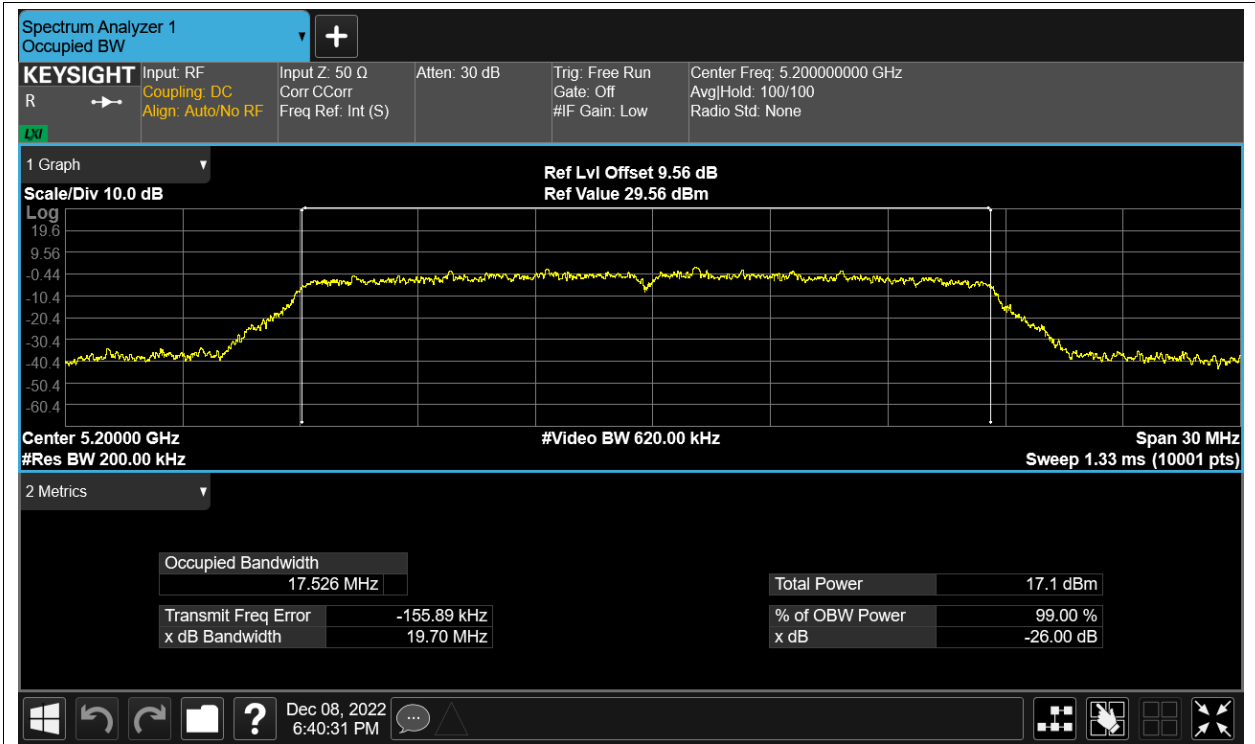 Spectrum Analyzer 1
Occupied BW
KEYSIGHT
R
LXI
Input: RF
Coupling: DC
Align: Auto/No RF
Input Z: 50 Ω
Corr CCorr
Freq Ref: Int (S)
Atten: 30 dB
Trig: Free Run
Gate: Off
#IF Gain: Low
Center Freq: 5.200000000 GHz
Avg|Hold: 100/100
Radio Std: None
1 Graph
Scale/Div 10.0 dB
Ref Lvl Offset 9.56 dB
Ref Value 29.56 dBm
Log
19.6
9.56
-0.44
-10.4
-20.4
-30.4
-40.4
-50.4
-60.4
Center 5.20000 GHz
#Res BW 200.00 kHz
#Video BW 620.00 kHz
Span 30 MHz
Sweep 1.33 ms (10001 pts)
2 Metrics
Occupied Bandwidth
17.526 MHz
Transmit Freq Error -155.89 kHz
x dB Bandwidth 19.70 MHz
Total Power 17.1 dBm
% of OBW Power 99.00 %
x dB -26.00 dB
?
Dec 08, 2022
6:40:31 PM